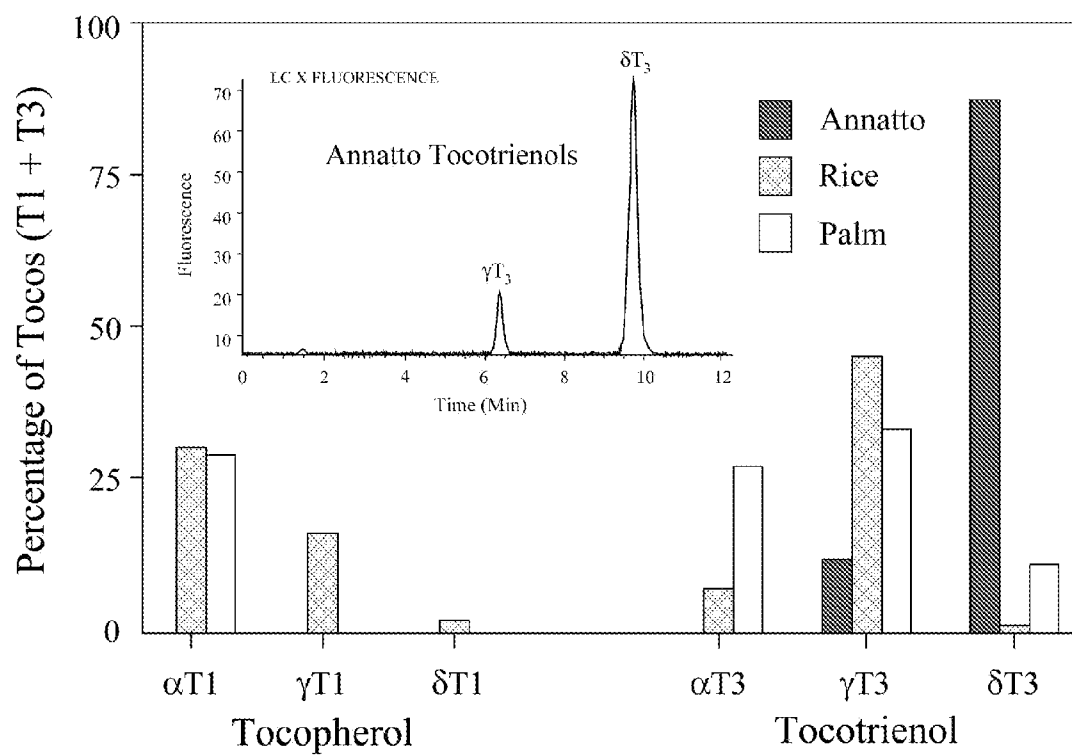 Percentage of Tocos (T1 + T3)
100
75
50
25
0
LC X FLUORESCENCE
Annatto Tocotrienols
Fluorescence
70
60
50
40
30
20
10
γT3
δT3
0 2 4 6 8 10 12
Time (Min)
Annatto
Rice
Palm
αT1 γT1 δT1 αT3 γT3 δT3
Tocopherol Tocotrienol